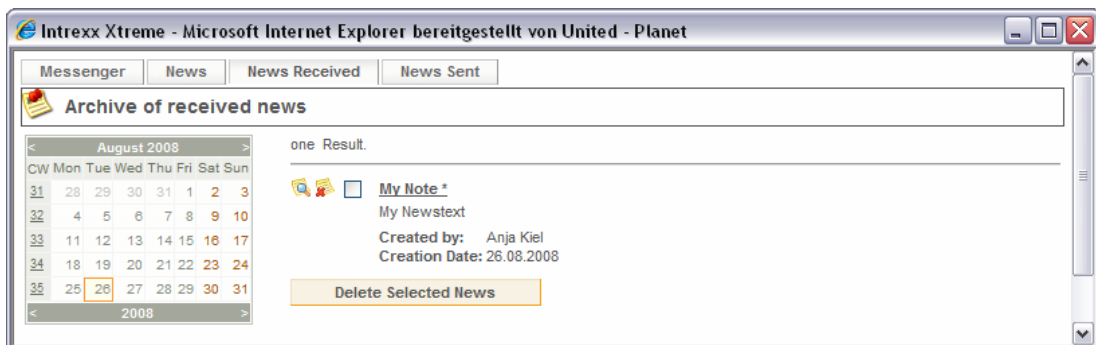 Intrexx Xtreme - Microsoft Internet Explorer bereitgestellt von United - Planet
Messenger News News Received News Sent
Archive of received news
< August 2008 >
CW Mon Tue Wed Thu Fri Sat Sun
31 28 29 30 31 1 2 3
32 4 5 6 7 8 9 10
33 11 12 13 14 15 16 17
34 18 19 20 21 22 23 24
35 25 26 27 28 29 30 31
< 2008 >
one Result.
My Note *
My Newstext
Created by: Anja Kiel
Creation Date: 26.08.2008
Delete Selected News